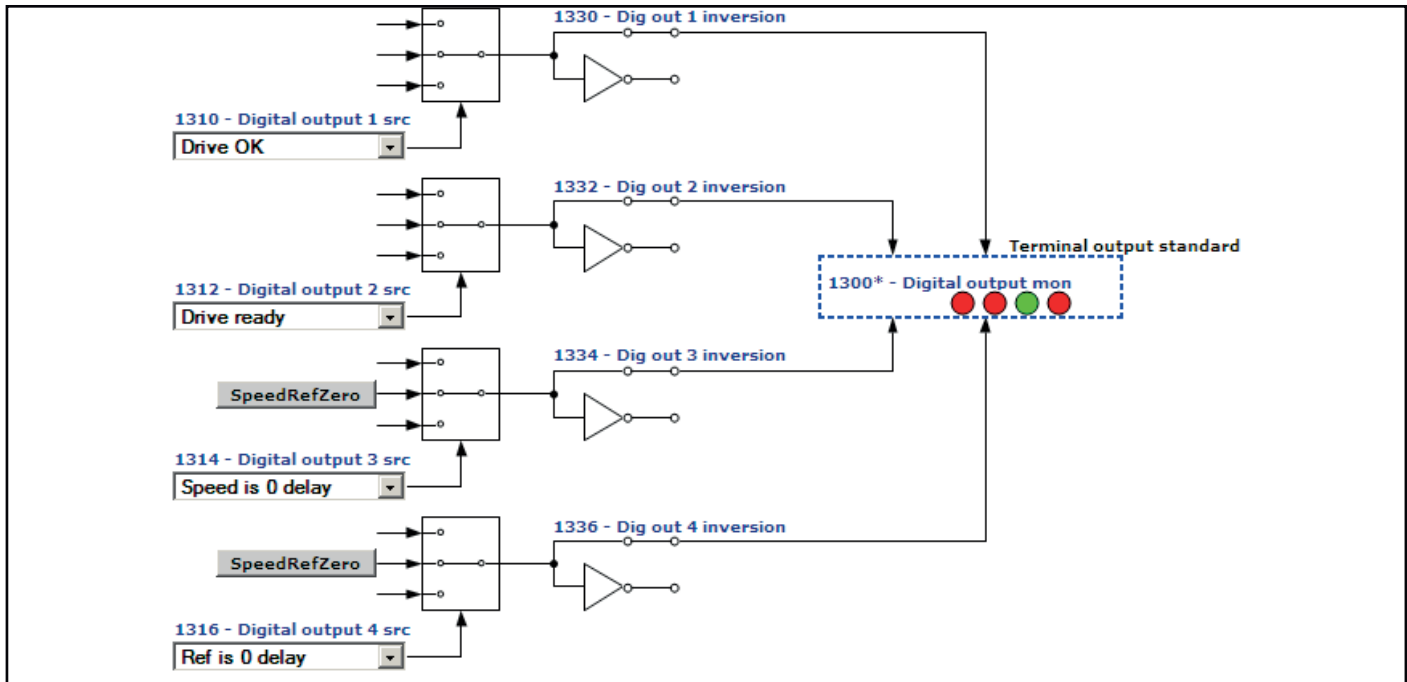 1330 - Dig out 1 inversion
1310 - Digital output 1 src
Drive OK
1332 - Dig out 2 inversion
Terminal output standard
1300* - Digital output mon
1312 - Digital output 2 src
Drive ready
1334 - Dig out 3 inversion
SpeedRefZero
1314 - Digital output 3 src
Speed is 0 delay
1336 - Dig out 4 inversion
SpeedRefZero
1316 - Digital output 4 src
Ref is 0 delay